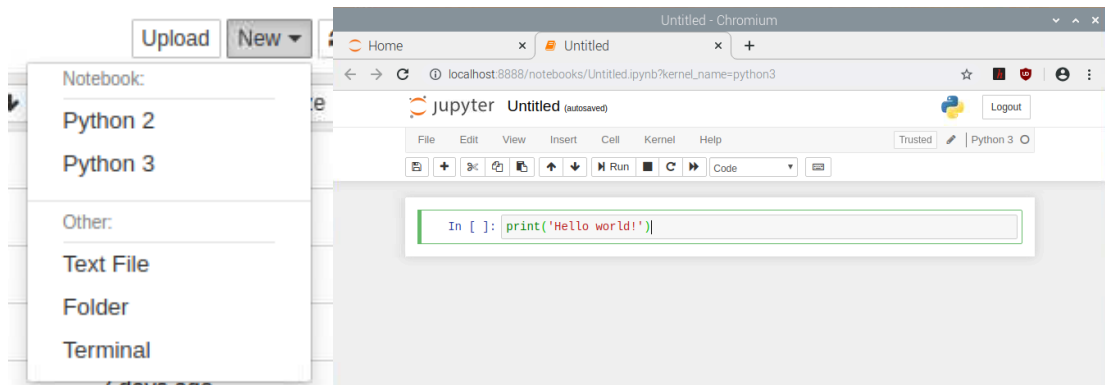 Upload New
Notebook:
Python 2
Python 3
Other:
Text File
Folder
Terminal
Untitled - Chromium
Home × Untitled × +
localhost:8888/notebooks/Untitled.ipynb?kernel_name=python3
jupyter Untitled (autosaved) Logout
File Edit View Insert Cell Kernel Help Trusted Python 3
Run Code
In [ ]: print('Hello world!')